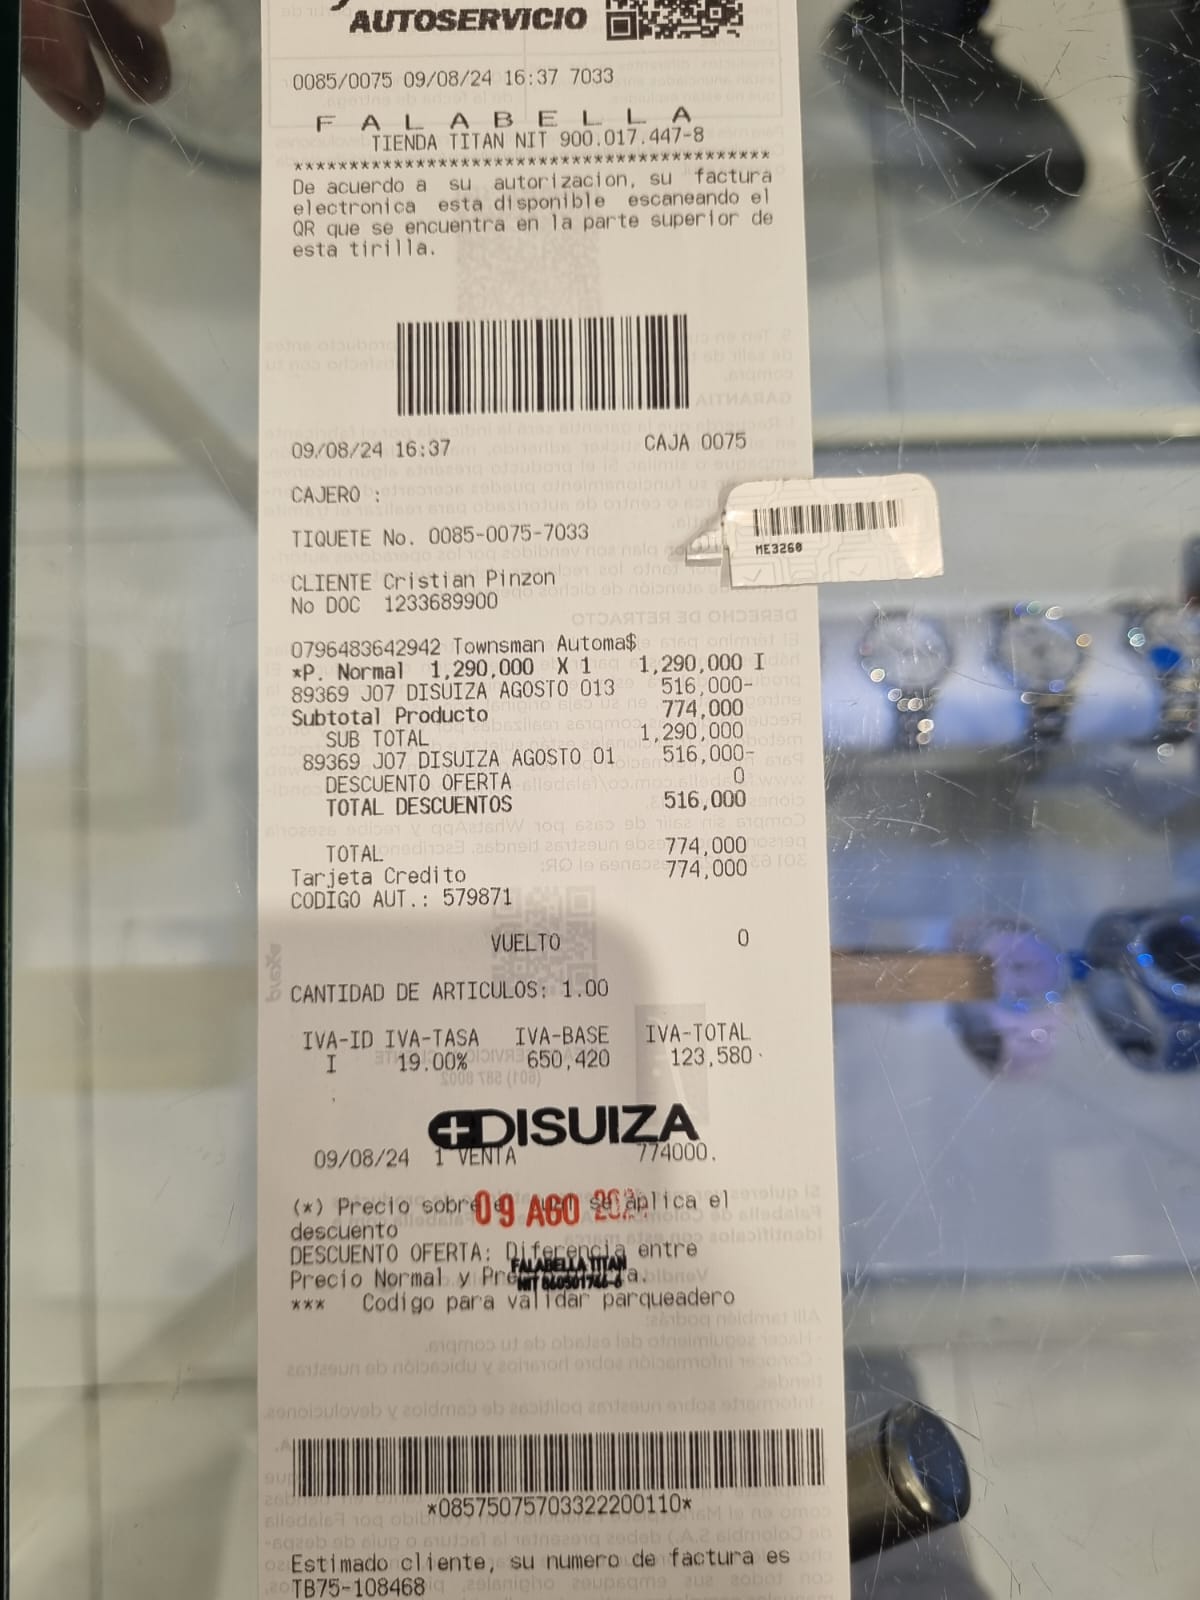 AUTOSERVICIO
0085/0075 09/08/24 16:37 7033
F A L A B E L L A
TIENDA TITAN NIT 900.017.447-8
********************************************
De acuerdo a su autorizacion, su factura
electronica esta disponible escaneando el
QR que se encuentra en la parte superior de
esta tirilla.
09/08/24 16:37 CAJA 0075
CAJERO :
TIQUETE No. 0085-0075-7033
ME3260
CLIENTE Cristian Pinzon
No DOC 1233689900
0796483642942 Townsman Automa$
*P. Normal 1,290,000 X 1 1,290,000 I
89369 J07 DISUIZA AGOSTO 013 516,000-
Subtotal Producto 774,000
SUB TOTAL 1,290,000
89369 J07 DISUIZA AGOSTO 01 516,000-
DESCUENTO OFERTA 0
TOTAL DESCUENTOS 516,000
TOTAL 774,000
Tarjeta Credito 774,000
CODIGO AUT.: 579871
VUELTO 0
CANTIDAD DE ARTICULOS: 1.00
IVA-ID IVA-TASA IVA-BASE IVA-TOTAL
I 19.00% 650,420 123,580
DISUIZA
09/08/24 1 VENTA 774000.
(*) Precio sobre se aplica el
09 AGO
descuento
DESCUENTO OFERTA: Diferencia entre
FALABELLA TITAN
Precio Normal y
*** Codigo para validar parqueadero
*08575075703322200110*
Estimado cliente, su numero de factura es
TB75-108468